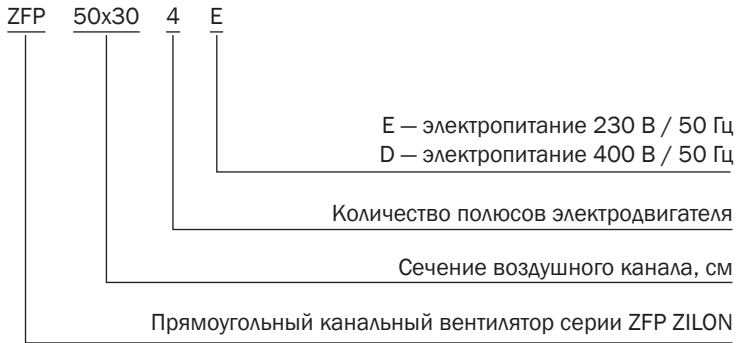 ZFP 50x30 4 E
E — электропитание 230 В / 50 Гц
D — электропитание 400 В / 50 Гц
Количество полюсов электродвигателя
Сечение воздушного канала, см
Прямоугольный канальный вентилятор серии ZFP ZILON